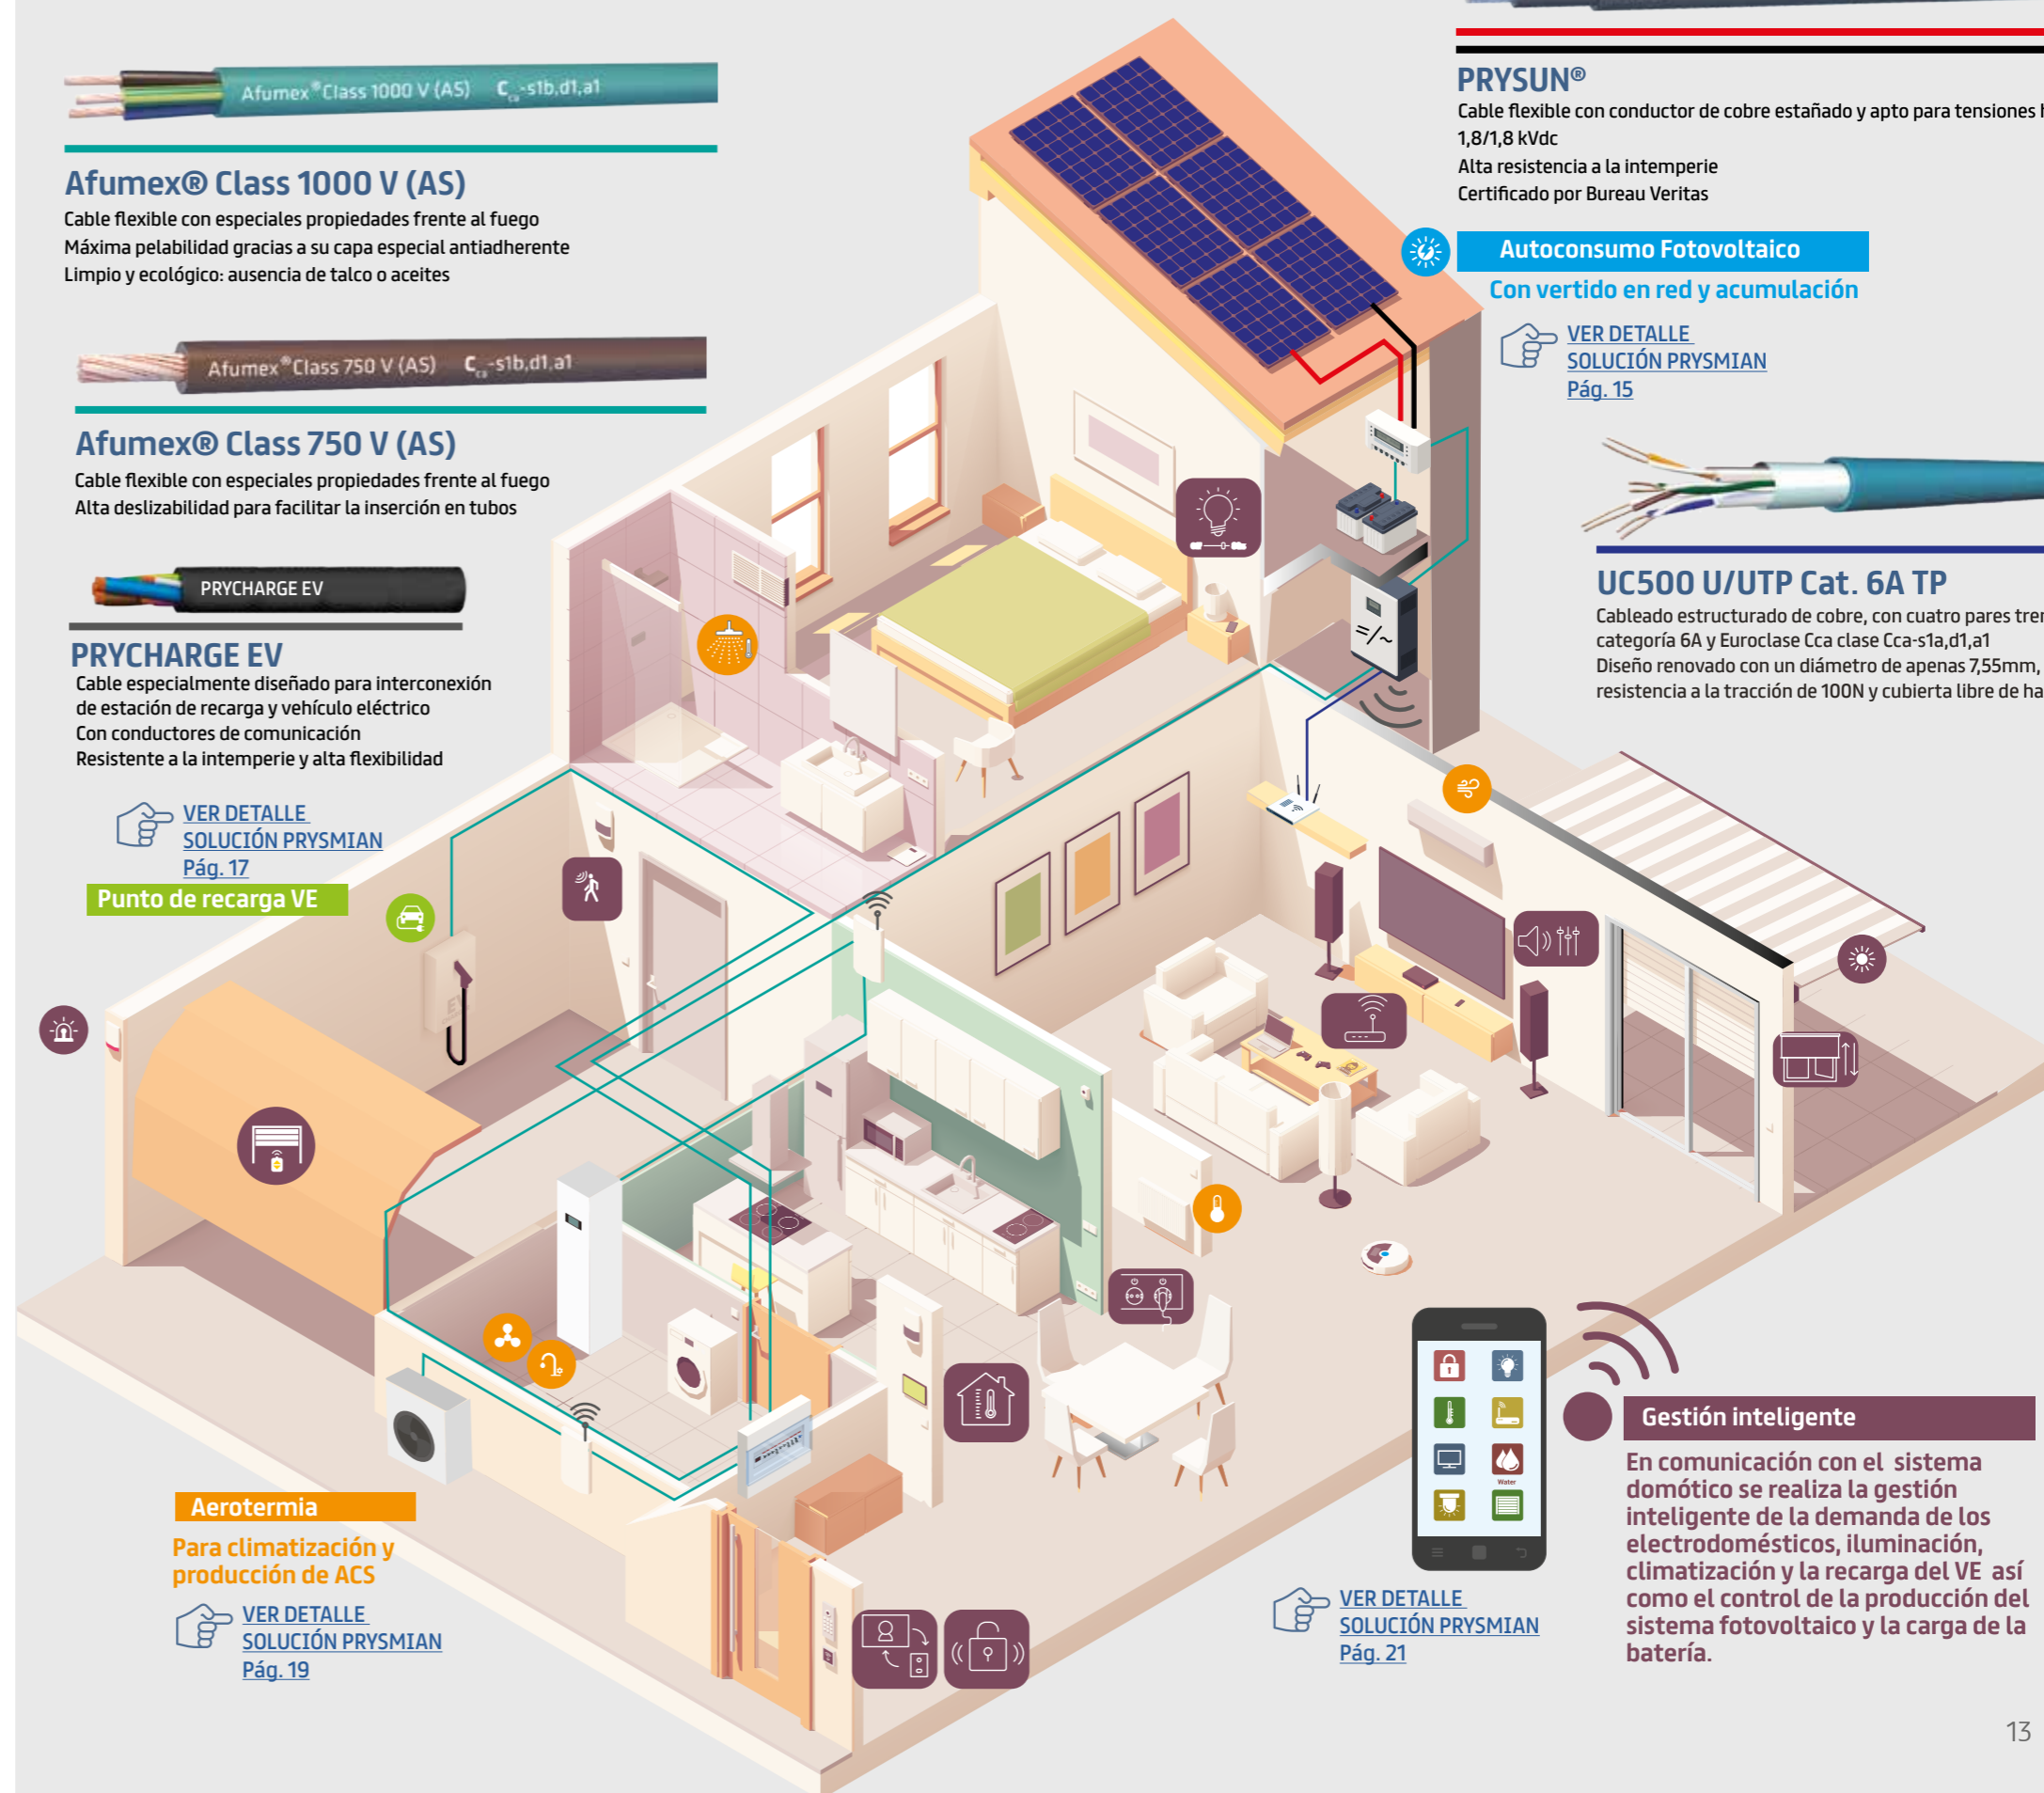 Afumex®Class 1000 V (AS) Cca-s1b,d1,a1
Afumex® Class 1000 V (AS)
Cable flexible con especiales propiedades frente al fuego
Máxima pelabilidad gracias a su capa especial antiadherente
Limpio y ecológico: ausencia de talco o aceites
Afumex®Class 750 V (AS) Cca-s1b,d1,a1
Afumex® Class 750 V (AS)
Cable flexible con especiales propiedades frente al fuego
Alta deslizabilidad para facilitar la inserción en tubos
PRYCHARGE EV
PRYCHARGE EV
Cable especialmente diseñado para interconexión
de estación de recarga y vehículo eléctrico
Con conductores de comunicación
Resistente a la intemperie y alta flexibilidad
VER DETALLE
SOLUCIÓN PRYSMIAN
Pág. 17
Punto de recarga VE
EV
PRYSUN®
Cable flexible con conductor de cobre estañado y apto para tensiones
1,8/1,8 kVdc
Alta resistencia a la intemperie
Certificado por Bureau Veritas
Autoconsumo Fotovoltaico
Con vertido en red y acumulación
VER DETALLE
SOLUCIÓN PRYSMIAN
Pág. 15
=/~
UC500 U/UTP Cat. 6A TP
Cableado estructurado de cobre, con cuatro pares tren
categoría 6A y Euroclase Cca clase Cca-s1a,d1,a1
Diseño renovado con un diámetro de apenas 7,55mm,
resistencia a la tracción de 100N y cubierta libre de ha
Aerotermia
Para climatización y
producción de ACS
VER DETALLE
SOLUCIÓN PRYSMIAN
Pág. 19
Water
VER DETALLE
SOLUCIÓN PRYSMIAN
Pág. 21
Gestión inteligente
En comunicación con el sistema
domótico se realiza la gestión
inteligente de la demanda de los
electrodomésticos, iluminación,
climatización y la recarga del VE así
como el control de la producción del
sistema fotovoltaico y la carga de la
batería.
13